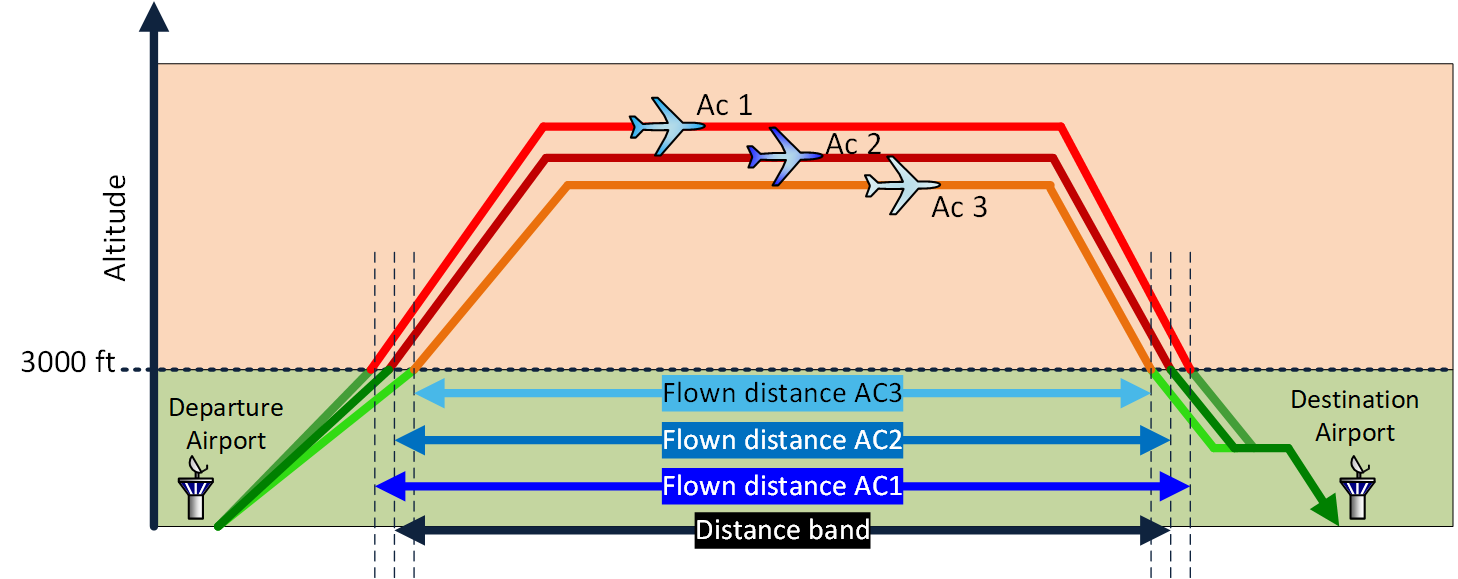 Ac 1
Ac 2
Ac 3
Altitude
3000 ft
Departure
Airport
Destination
Airport
Flown distance AC3
Flown distance AC2
Flown distance AC1
Distance band